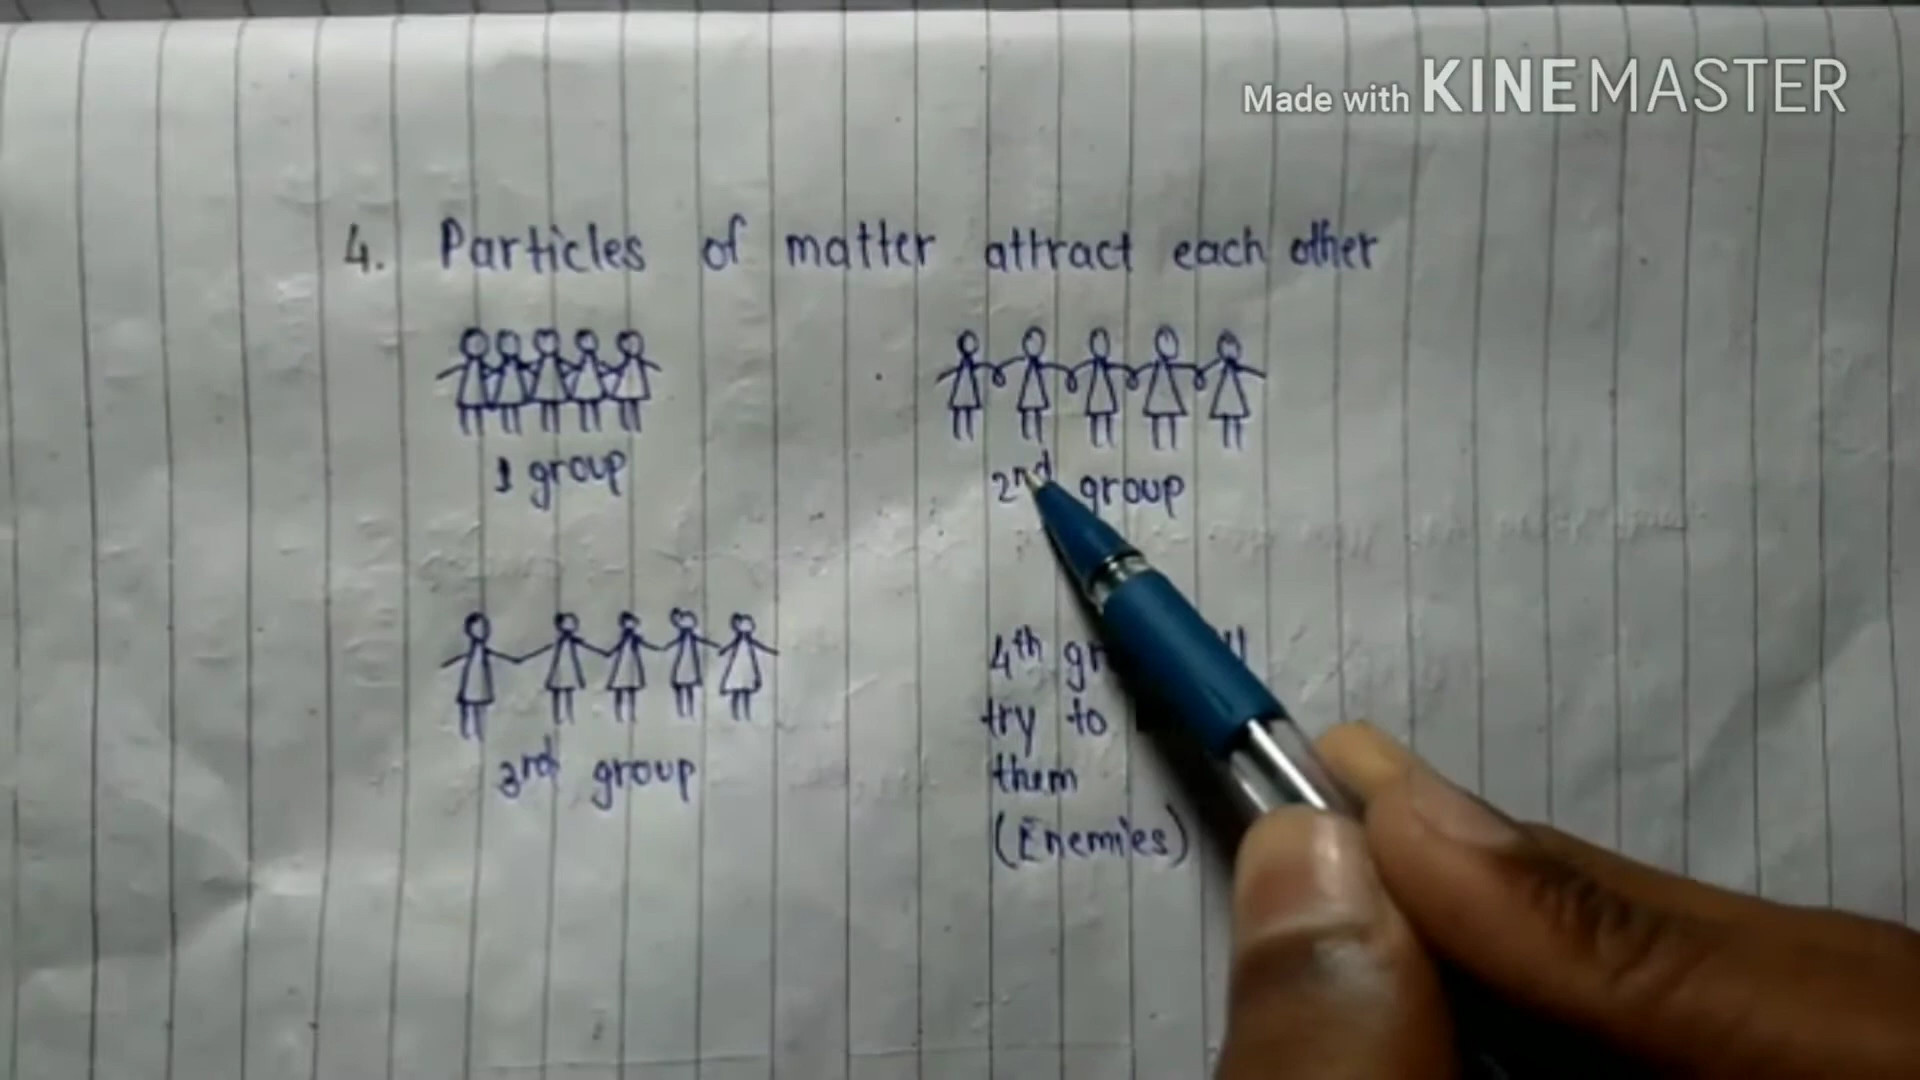 Made with KINEMASTER
4. Particles of matter attract each other
1 group
2nd group
3rd group
4th
try to
them
(Enemies)